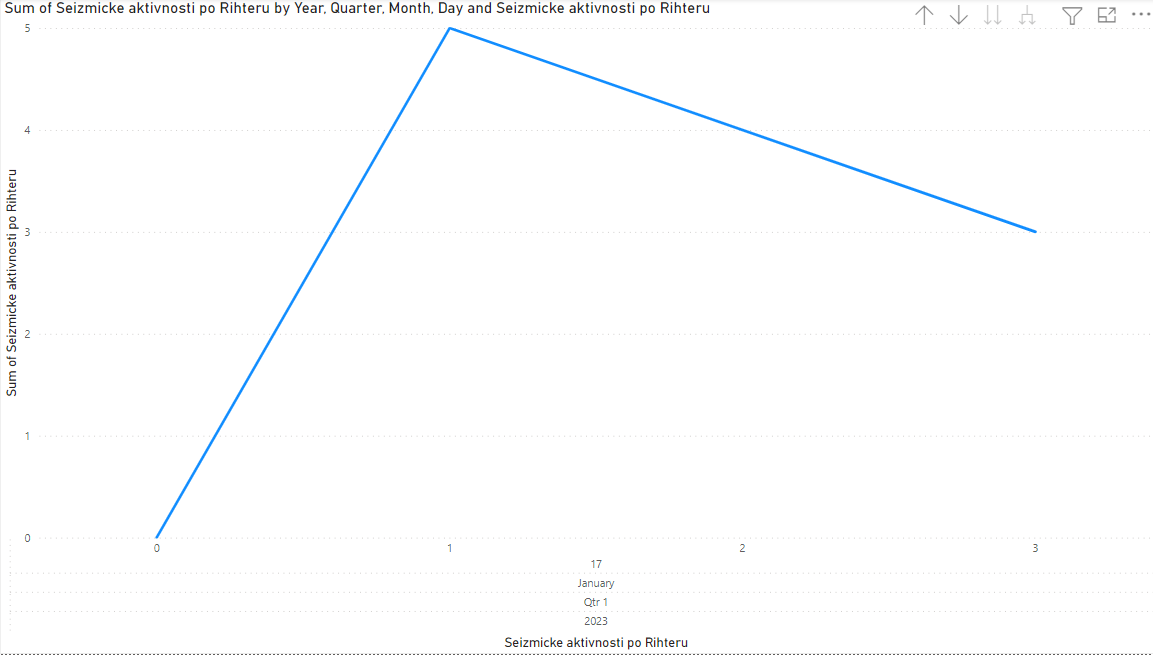 Sum of Seizmicke aktivnosti po Rihteru by Year, Quarter, Month, Day and Seizmicke aktivnosti po Rihteru
Sum of Seizmicke aktivnosti po Rihteru
5
4
3
2
1
0
0 1 2 3
17
January
Qtr 1
2023
Seizmicke aktivnosti po Rihteru